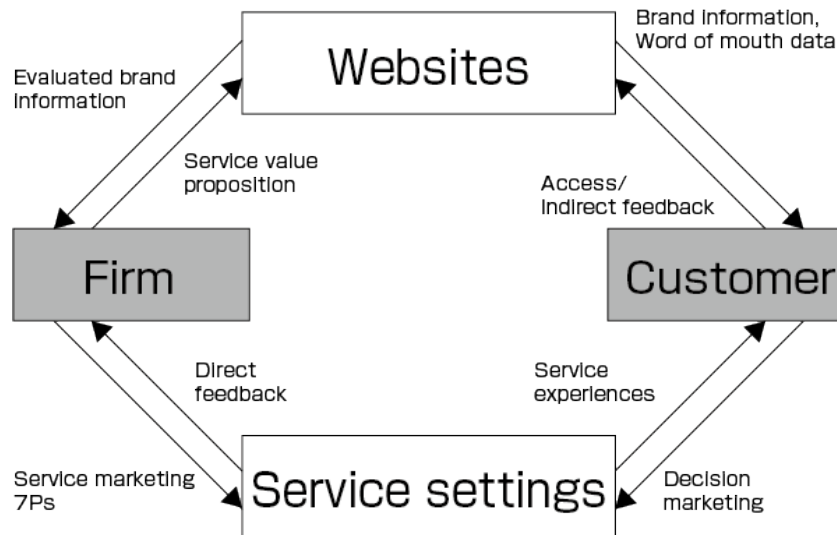 Brand information,
Word of mouth data
Websites
Evaluated brand
information
Service value
proposition
Access/
indirect feedback
Firm
Customer
Direct
feedback
Service
experiences
Service marketing
7Ps
Service settings
Decision
marketing